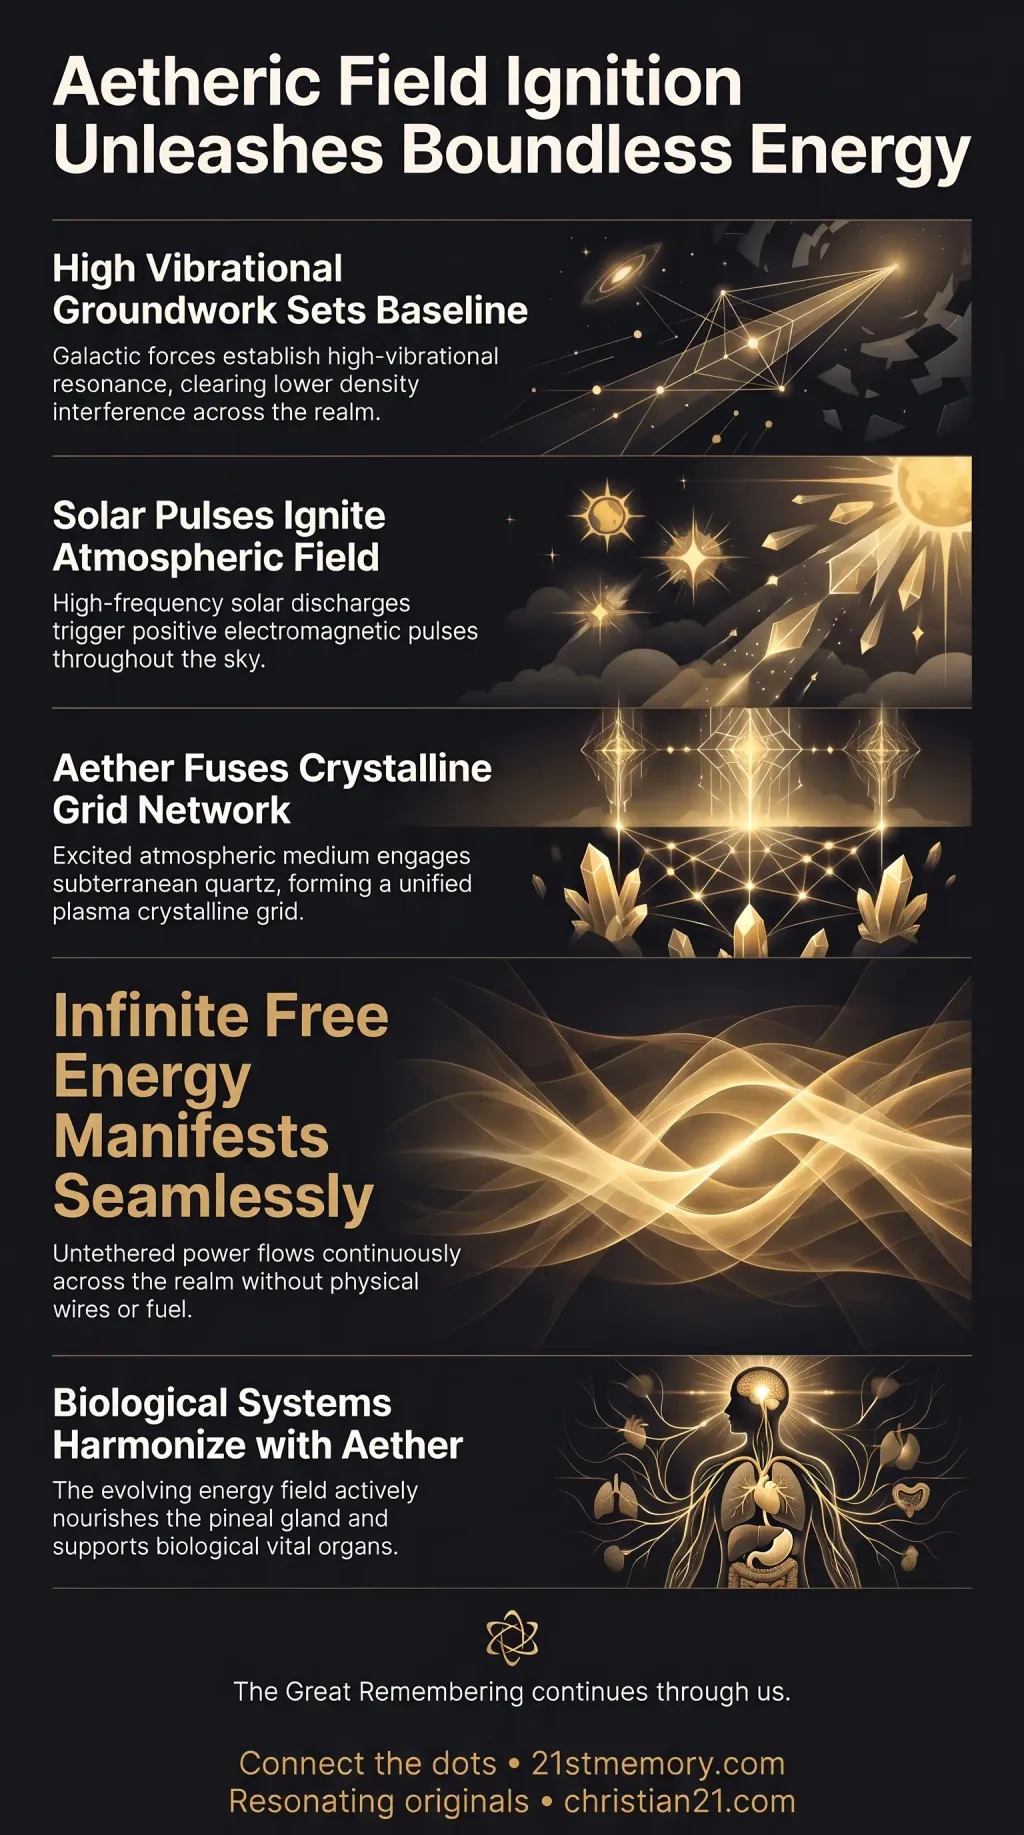 Aetheric Field Ignition
Unleashes Boundless Energy
High Vibrational
Groundwork Sets Baseline
Galactic forces establish high-vibrational
resonance, clearing lower density
interference across the realm.
Solar Pulses Ignite
Atmospheric Field
High-frequency solar discharges
trigger positive electromagnetic pulses
throughout the sky.
Aether Fuses Crystalline
Grid Network
Excited atmospheric medium engages
subterranean quartz, forming a unified
plasma crystalline grid.
Infinite Free
Energy
Manifests
Seamlessly
Untethered power flows continuously
across the realm without physical
wires or fuel.
Biological Systems
Harmonize with Aether
The evolving energy field actively
nourishes the pineal gland and
supports biological vital organs.
The Great Remembering continues through us.
Connect the dots • 21stmemory.com
Resonating originals • christian21.com